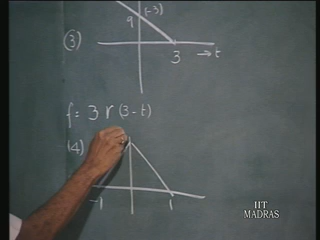 (-3)
9
(3)
3 → t
f = 3 r (3 - t)
(4)
-1 1
IIT
MADRAS